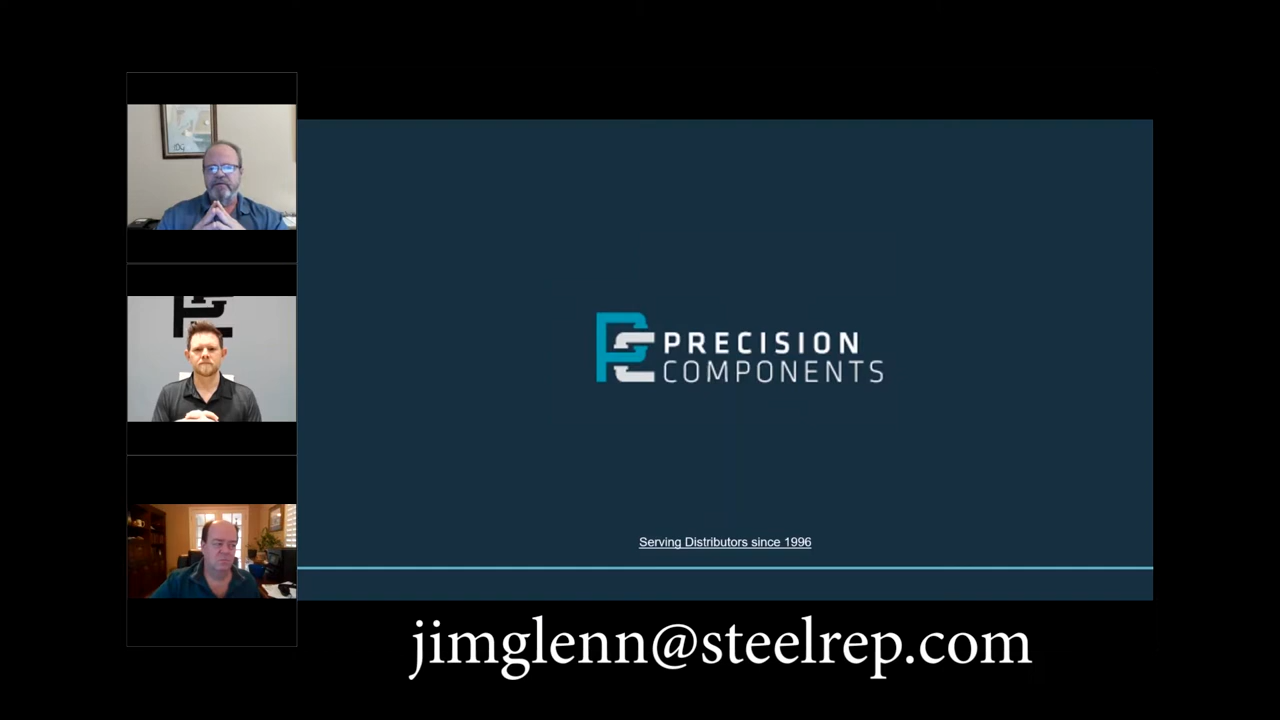 PRECISION
COMPONENTS
Serving Distributors since 1996
jimglenn@steelrep.com